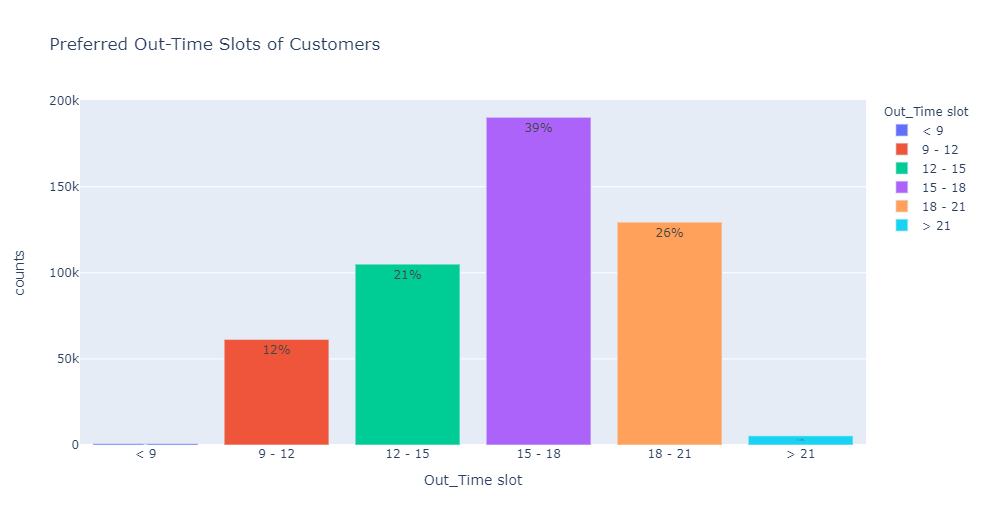 Preferred Out-Time Slots of Customers
200k
150k
100k
50k
0
counts
12%
21%
39%
26%
< 9
9 - 12
12 - 15
15 - 18
18 - 21
> 21
Out_Time slot
Out_Time slot
< 9
9 - 12
12 - 15
15 - 18
18 - 21
> 21